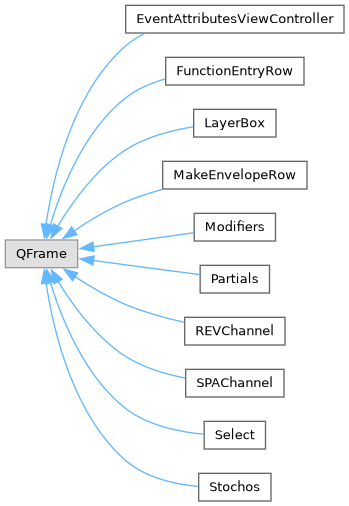 EventAttributesViewController
FunctionEntryRow
LayerBox
MakeEnvelopeRow
Modifiers
QFrame
Partials
REVChannel
SPAChannel
Select
Stochos